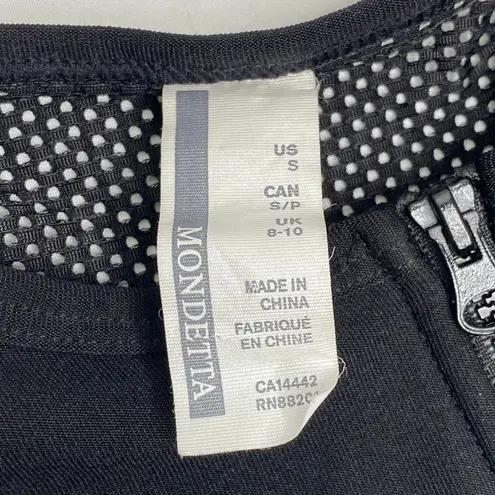 MONDETTA
US
S
CAN
S/P
UK
8-10
MADE IN
CHINA
FABRIQUÉ
EN CHINE
CA14442